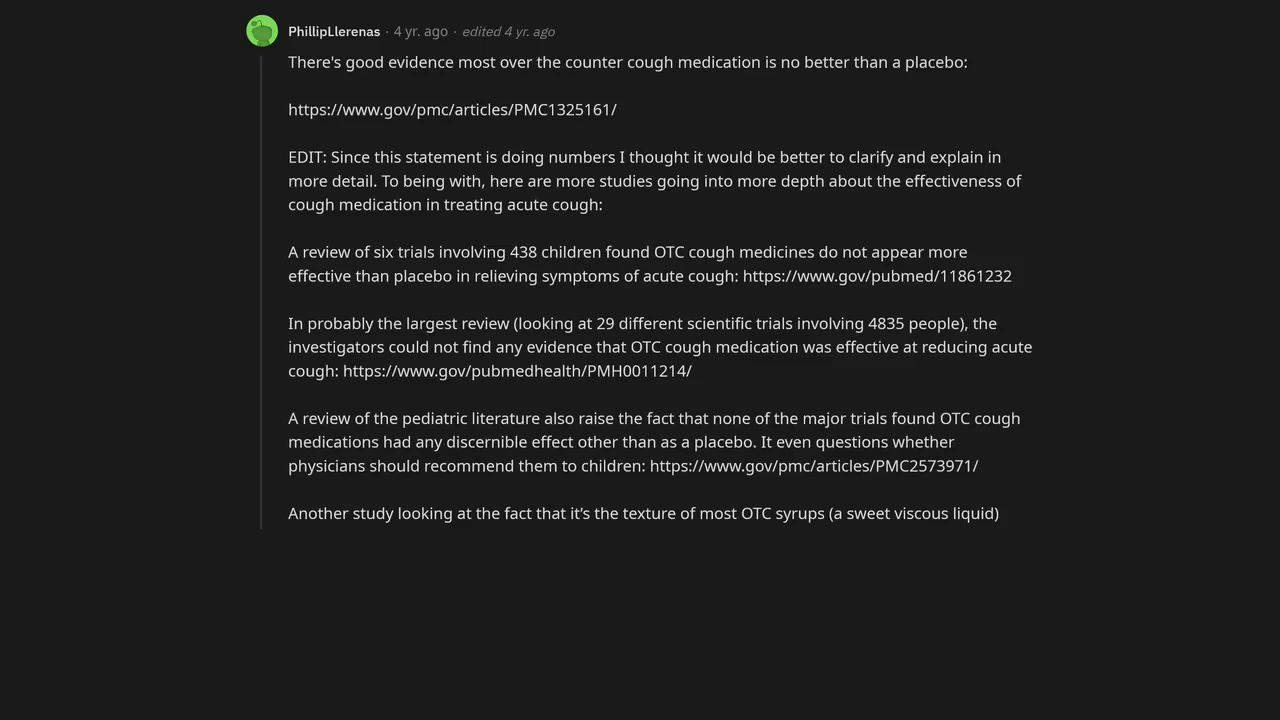 PhillipLlerenas · 4 yr. ago · edited 4 yr. ago
There's good evidence most over the counter cough medication is no better than a placebo:
https://www.gov/pmc/articles/PMC1325161/
EDIT: Since this statement is doing numbers I thought it would be better to clarify and explain in
more detail. To being with, here are more studies going into more depth about the effectiveness of
cough medication in treating acute cough:
A review of six trials involving 438 children found OTC cough medicines do not appear more
effective than placebo in relieving symptoms of acute cough: https://www.gov/pubmed/11861232
In probably the largest review (looking at 29 different scientific trials involving 4835 people), the
investigators could not find any evidence that OTC cough medication was effective at reducing acute
cough: https://www.gov/pubmedhealth/PMH0011214/
A review of the pediatric literature also raise the fact that none of the major trials found OTC cough
medications had any discernible effect other than as a placebo. It even questions whether
physicians should recommend them to children: https://www.gov/pmc/articles/PMC2573971/
Another study looking at the fact that it’s the texture of most OTC syrups (a sweet viscous liquid)